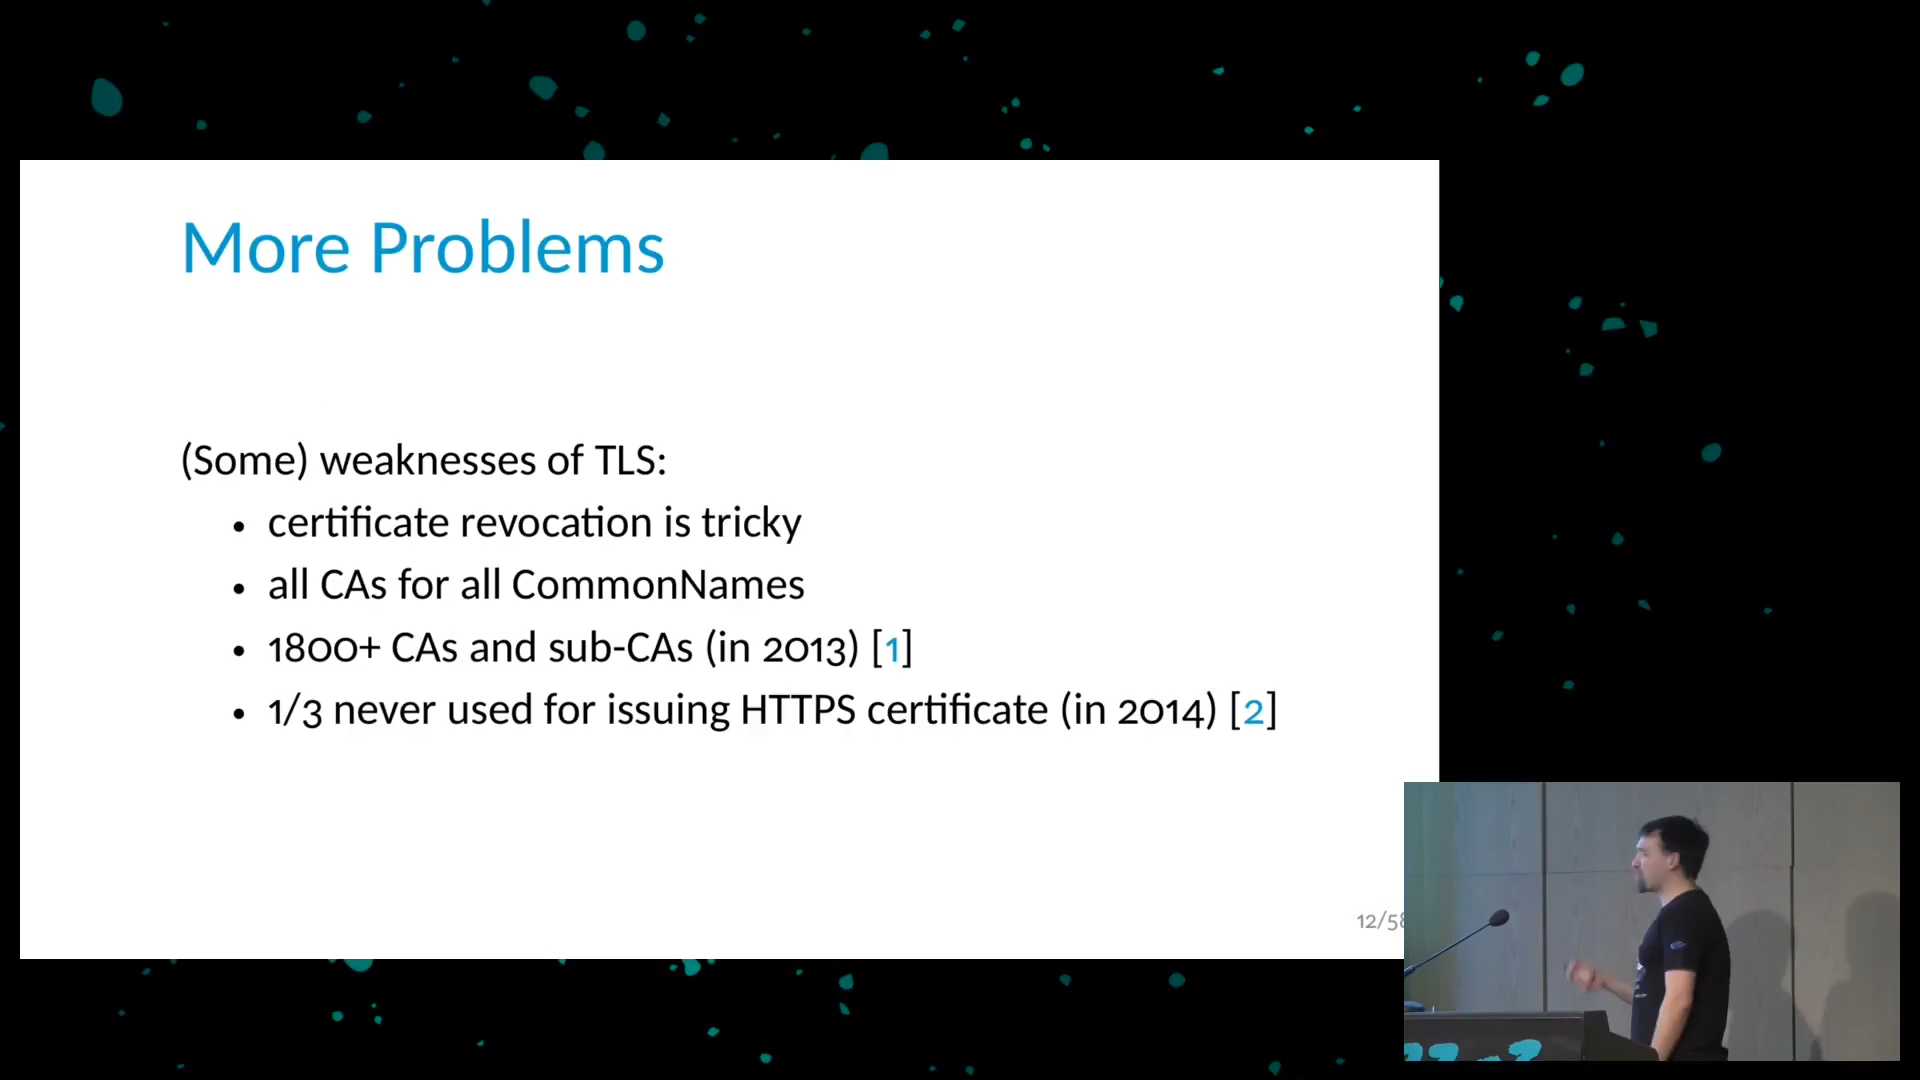 More Problems
(Some) weaknesses of TLS:
• certificate revocation is tricky
• all CAs for all CommonNames
• 1800+ CAs and sub-CAs (in 2013) [1]
• 1/3 never used for issuing HTTPS certificate (in 2014) [2]
12/58